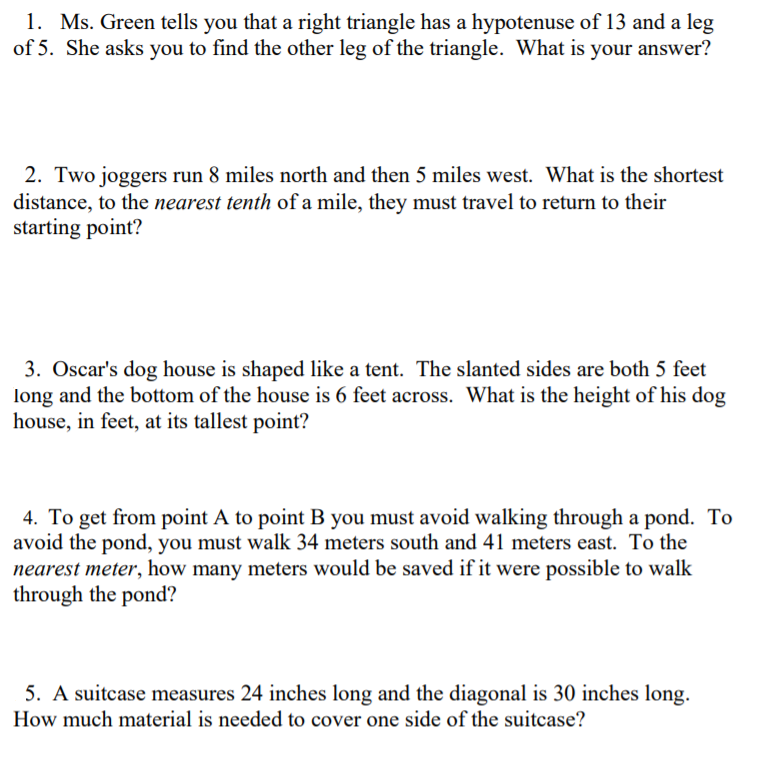 1. Ms. Green tells you that a right triangle has a hypotenuse of 13 and a leg
of 5. She asks you to find the other leg of the triangle. What is your answer?
2. Two joggers run 8 miles north and then 5 miles west. What is the shortest
distance, to the nearest tenth of a mile, they must travel to return to their
starting point?
3. Oscar's dog house is shaped like a tent. The slanted sides are both 5 feet
long and the bottom of the house is 6 feet across. What is the height of his dog
house, in feet, at its tallest point?
4. To get from point A to point B you must avoid walking through a pond. To
avoid the pond, you must walk 34 meters south and 41 meters east. To the
nearest meter, how many meters would be saved if it were possible to walk
through the pond?
5. A suitcase measures 24 inches long and the diagonal is 30 inches long.
How much material is needed to cover one side of the suitcase?